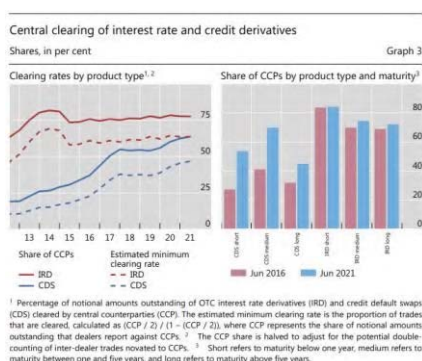 Central clearing of interest rate and credit derivatives
Shares, in per cent
Graph 3
Clearing rates by product type1, 2
Share of CCPs by product type and maturity3
75
50
25
0
13 14 15 16 17 18 19 20 21
Share of CCPs
Estimated minimum
clearing rate
IRD
IRD
CDS
CDS
80
60
40
20
0
CDS short
CDS medium
CDS long
IRD short
IRD medium
IRD long
Jun 2016
Jun 2021
1 Percentage of notional amounts outstanding of OTC interest rate derivatives (IRD) and credit default swaps
(CDS) cleared by central counterparties (CCP). The estimated minimum clearing rate is the proportion of trades
that are cleared, calculated as (CCP / 2) / (1 – (CCP / 2)), where CCP represents the share of notional amounts
outstanding that dealers report against CCPs. 2 The CCP share is halved to adjust for the potential double-
counting of inter-dealer trades novated to CCPs. 3 Short refers to maturity below one year, medium refers to
maturity between one and five years, and long refers to maturity above five years.